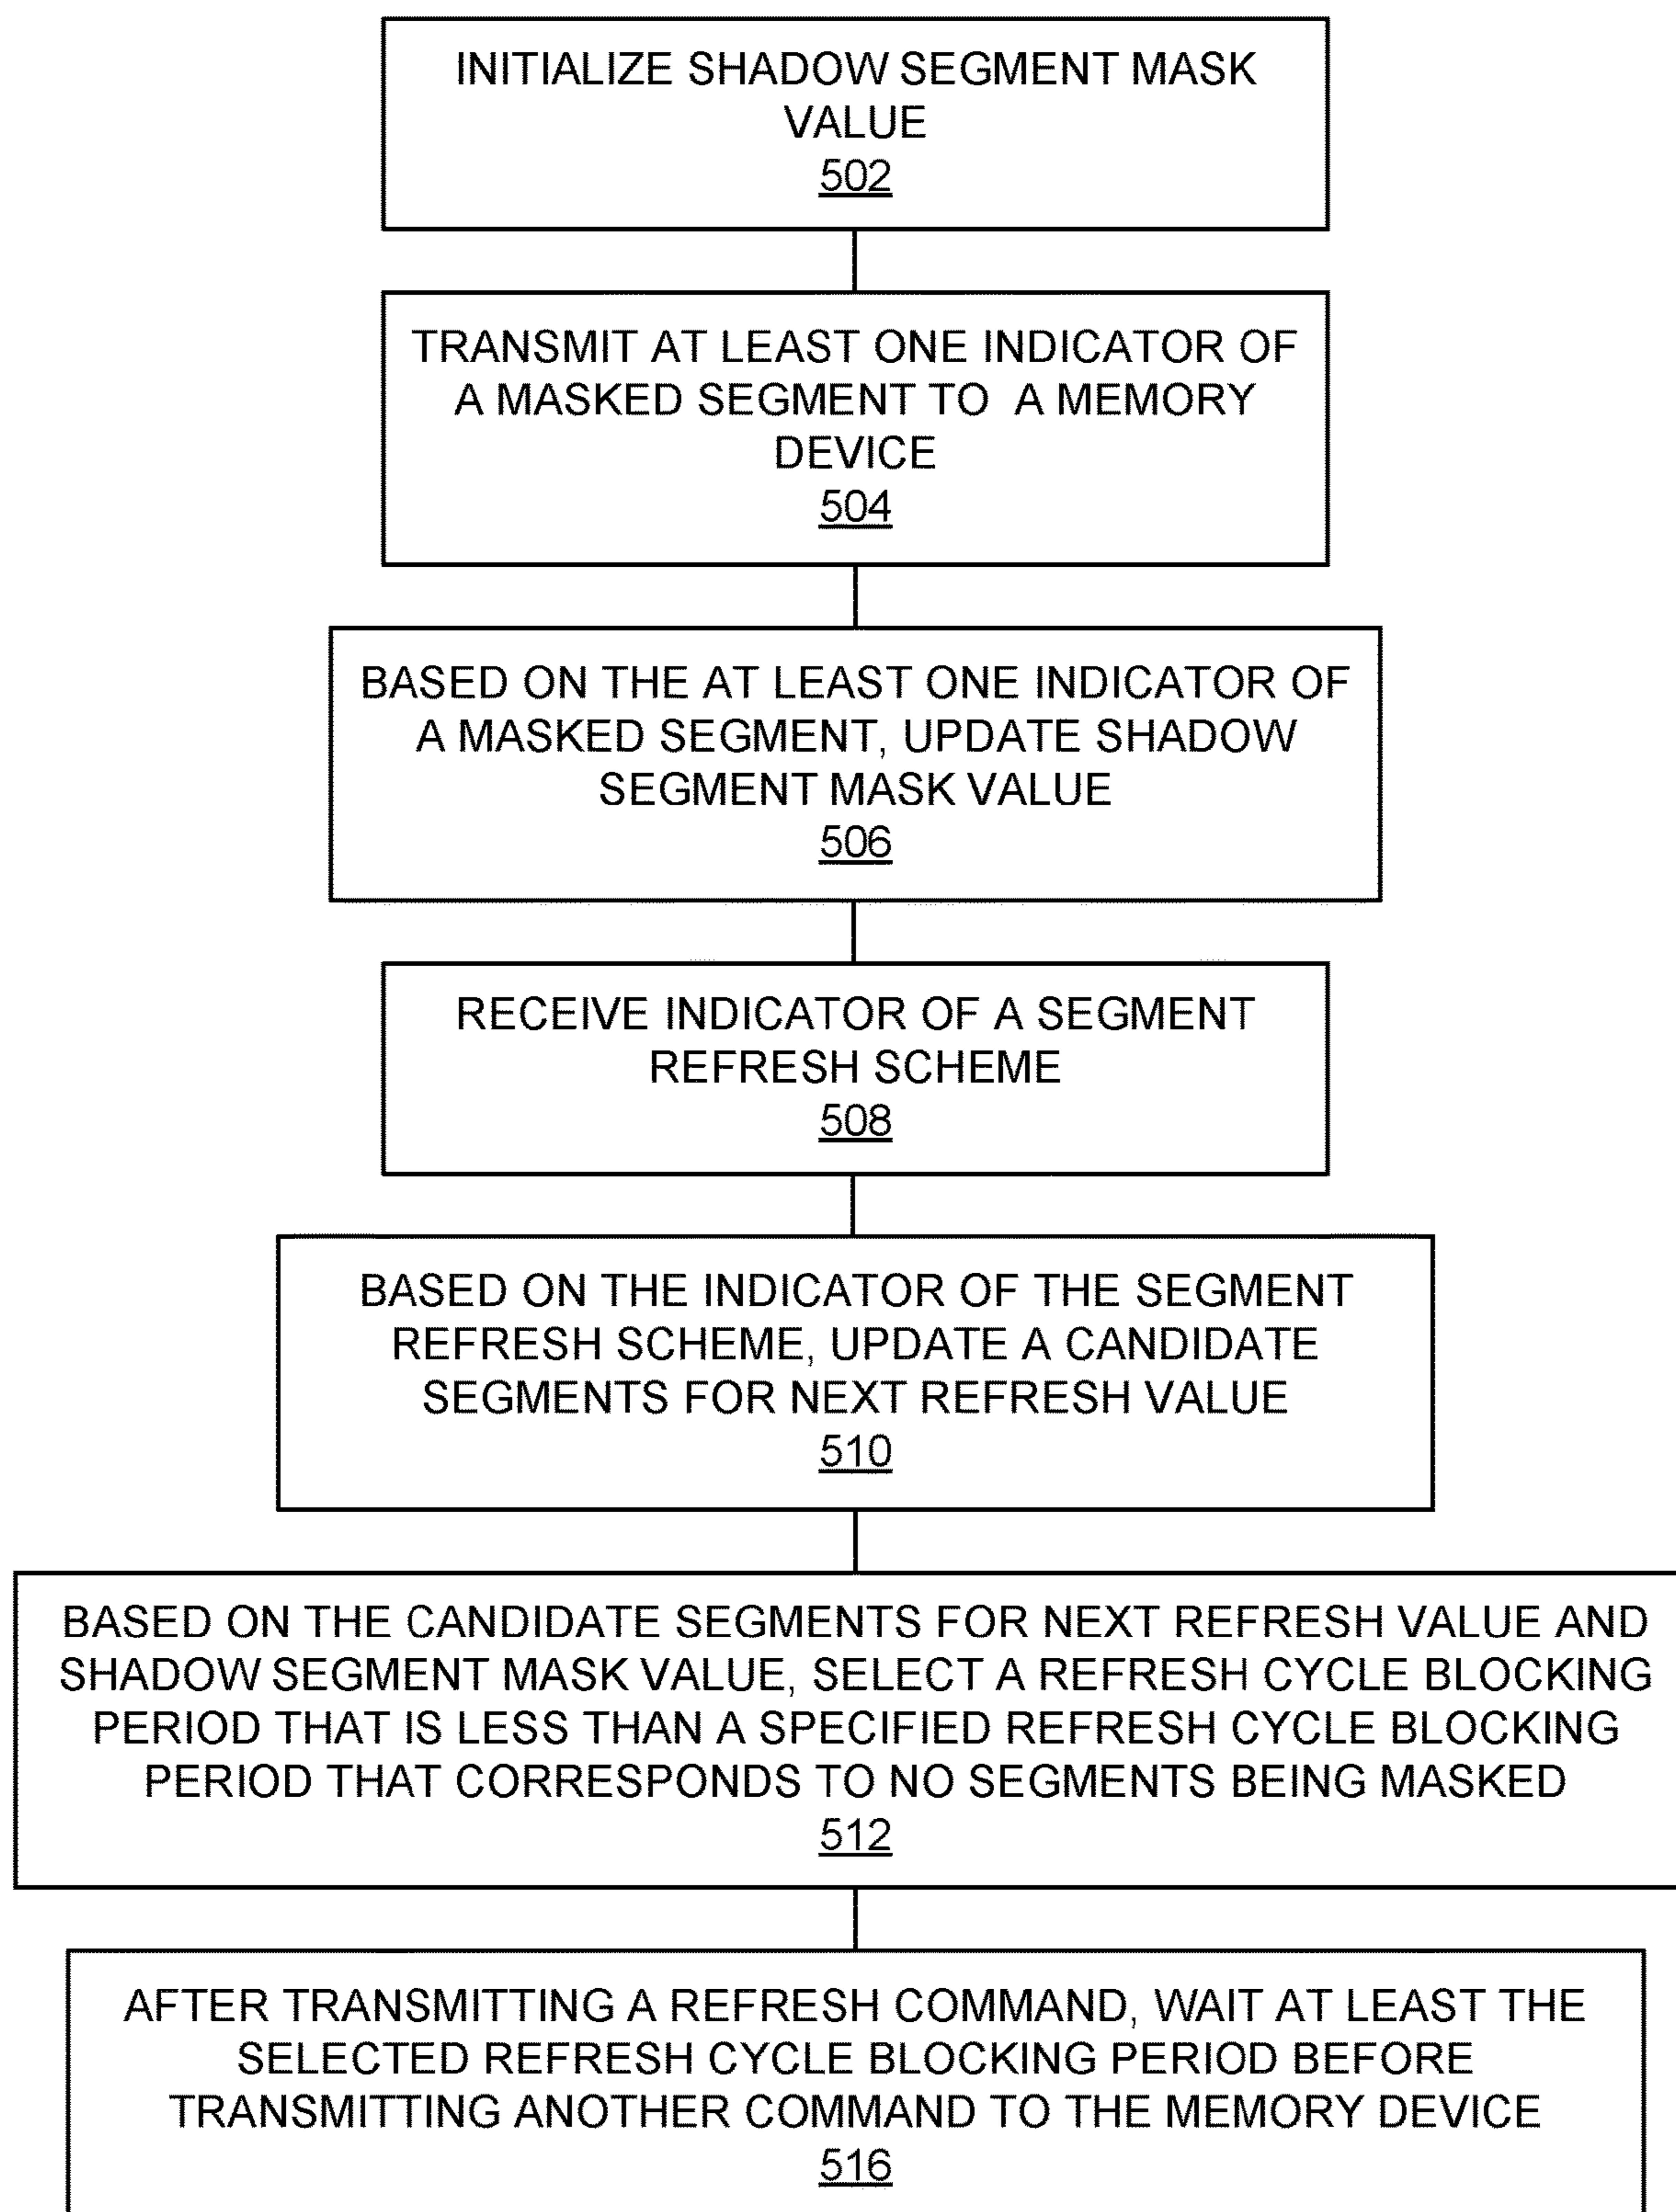 INITIALIZE SHADOW SEGMENT MASK
VALUE
502
TRANSMIT AT LEAST ONE INDICATOR OF
A MASKED SEGMENT TO A MEMORY
DEVICE
504
BASED ON THE AT LEAST ONE INDICATOR OF
A MASKED SEGMENT, UPDATE SHADOW
SEGMENT MASK VALUE
506
RECEIVE INDICATOR OF A SEGMENT
REFRESH SCHEME
508
BASED ON THE INDICATOR OF THE SEGMENT
REFRESH SCHEME, UPDATE A CANDIDATE
SEGMENTS FOR NEXT REFRESH VALUE
510
BASED ON THE CANDIDATE SEGMENTS FOR NEXT REFRESH VALUE AND
SHADOW SEGMENT MASK VALUE, SELECT A REFRESH CYCLE BLOCKING
PERIOD THAT IS LESS THAN A SPECIFIED REFRESH CYCLE BLOCKING
PERIOD THAT CORRESPONDS TO NO SEGMENTS BEING MASKED
512
AFTER TRANSMITTING A REFRESH COMMAND, WAIT AT LEAST THE
SELECTED REFRESH CYCLE BLOCKING PERIOD BEFORE
TRANSMITTING ANOTHER COMMAND TO THE MEMORY DEVICE
516